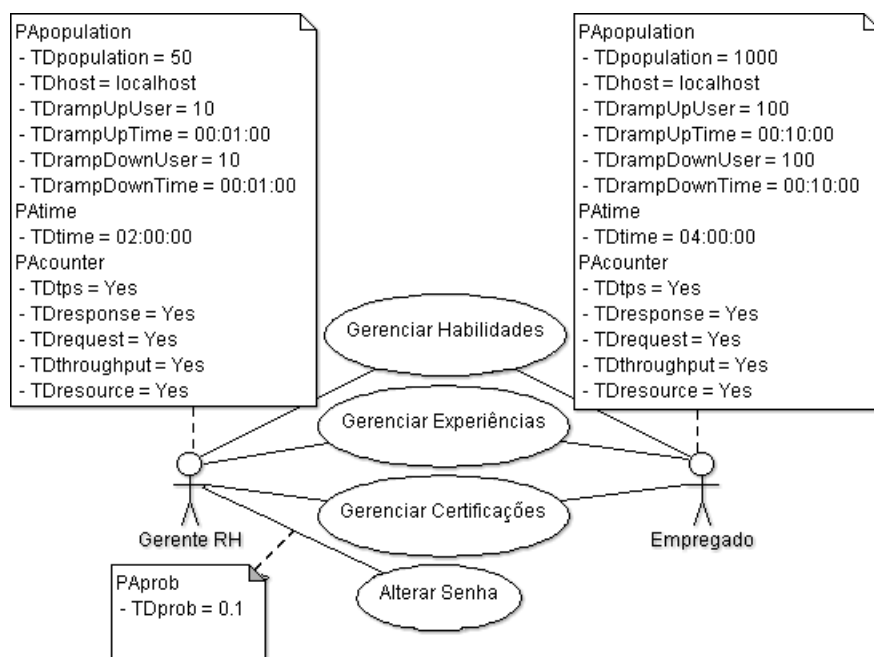 PApopulation
- TDpopulation = 50
- TDhost = localhost
- TDrampUpUser = 10
- TDrampUpTime = 00:01:00
- TDrampDownUser = 10
- TDrampDownTime = 00:01:00
PAtime
- TDtime = 02:00:00
PAcounter
- TDtps = Yes
- TDresponse = Yes
- TDrequest = Yes
- TDthroughput = Yes
- TDresource = Yes
PApopulation
- TDpopulation = 1000
- TDhost = localhost
- TDrampUpUser = 100
- TDrampUpTime = 00:10:00
- TDrampDownUser = 100
- TDrampDownTime = 00:10:00
PAtime
- TDtime = 04:00:00
PAcounter
- TDtps = Yes
- TDresponse = Yes
- TDrequest = Yes
- TDthroughput = Yes
- TDresource = Yes
Gerenciar Habilidades
Gerenciar Experiências
Gerenciar Certificações
Gerente RH
Empregado
Alterar Senha
PAprob
- TDprob = 0.1